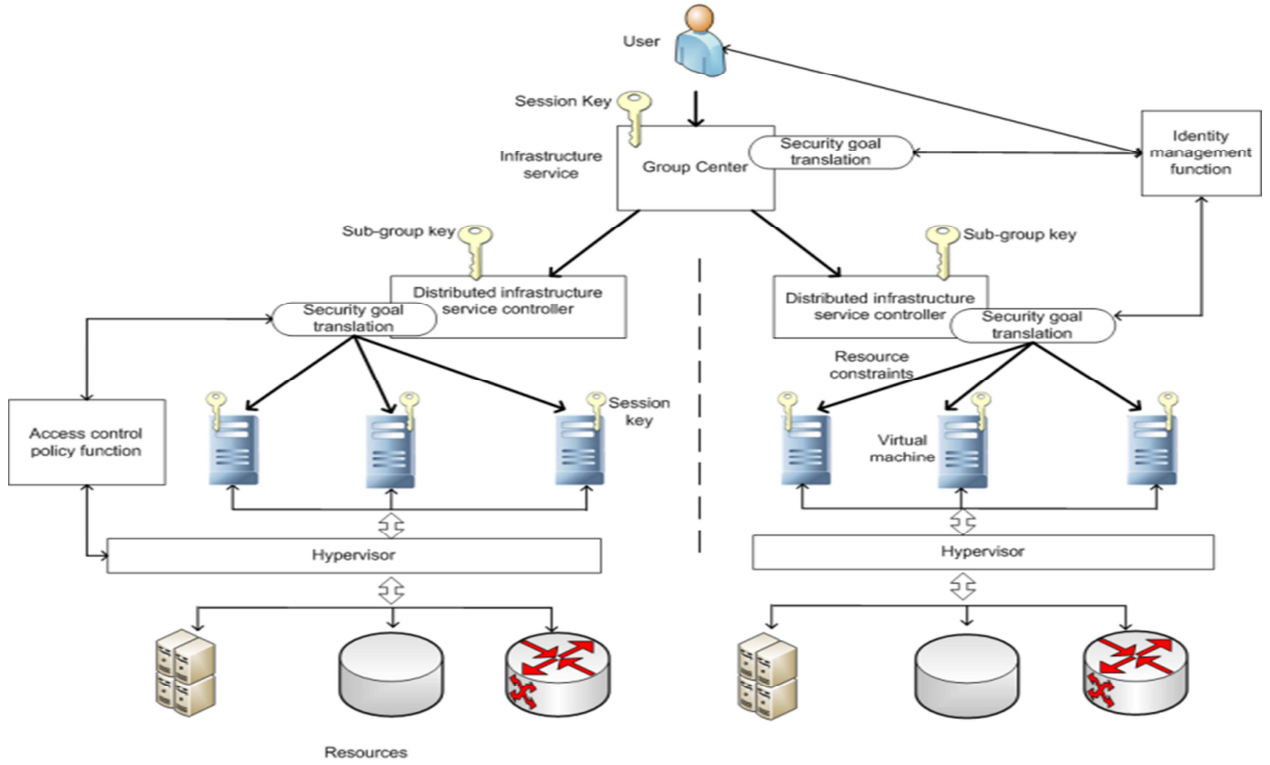 User
Session Key
Infrastructure
service
Group Center
Security goal
translation
Identity
management
function
Sub-group key
Sub-group key
Distributed infrastructure
service controller
Security goal
translation
Distributed infrastructure
service controller
Security goal
translation
Resource
constraints
Access control
policy function
Session
key
Virtual
machine
Hypervisor
Hypervisor
Resources